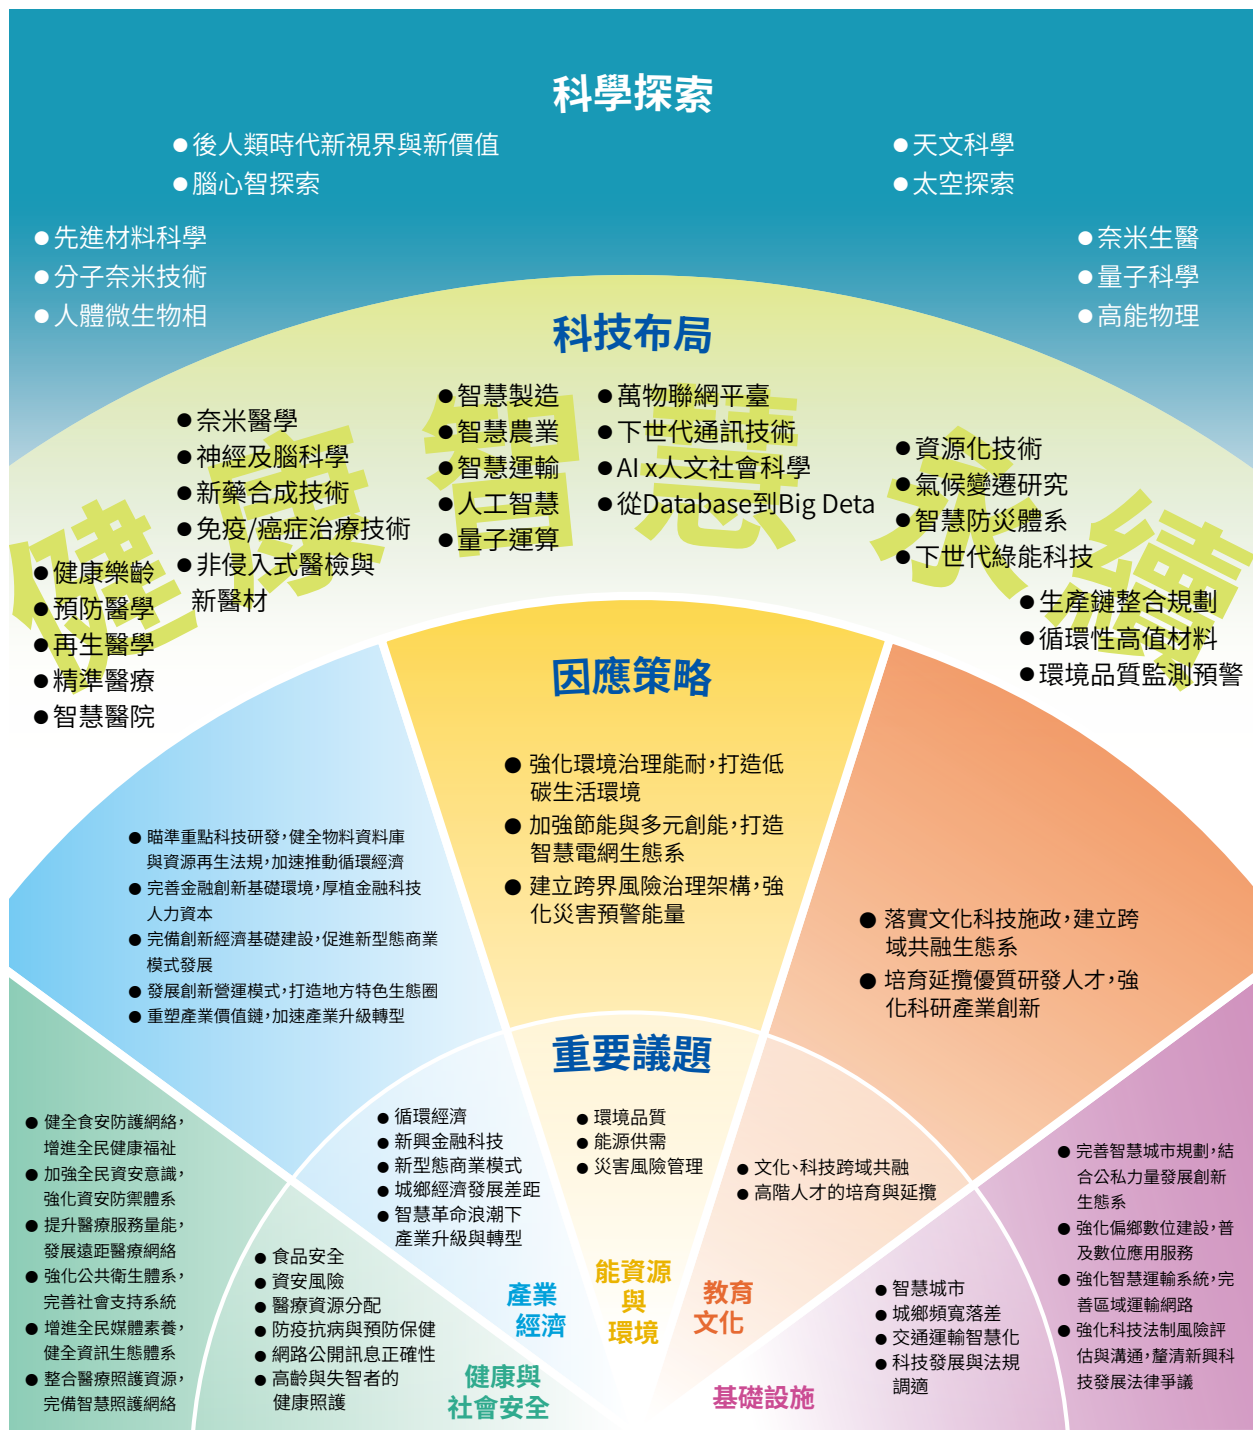 科學探索
●後人類時代新視界與新價值
●腦心智探索
●天文科學
●太空探索
●先進材料科學
●分子奈米技術
●人體微生物相
●奈米生醫
●量子科學
●高能物理
科技布局
健康智慧永續
●健康樂齡
●預防醫學
●再生醫學
●精準醫療
●智慧醫院
●奈米醫學
●神經及腦科學
●新藥合成技術
●免疫/癌症治療技術
●非侵入式醫檢與
新醫材
●智慧製造
●智慧農業
●智慧運輸
●人工智慧
●量子運算
●萬物聯網平臺
●下世代通訊技術
●AI x人文社會科學
●從Database到Big Deta
●資源化技術
●氣候變遷研究
●智慧防災體系
●下世代綠能科技
●生產鏈整合規劃
●循環性高值材料
●環境品質監測預警
因應策略
●瞄準重點科技研發，健全物料資料庫
與資源再生法規，加速推動循環經濟
●完善金融創新基礎環境，厚植金融科技
人力資本
●完備創新經濟基礎建設，促進新型態商業
模式發展
●發展創新營運模式，打造地方特色生態圈
●重塑產業價值鏈，加速產業升級轉型
●強化環境治理能耐，打造低
碳生活環境
●加強節能與多元創能，打造
智慧電網生態系
●建立跨界風險治理架構，強
化災害預警能量
●落實文化科技施政，建立跨
域共融生態系
●培育延攬優質研發人才，強
化科研產業創新
●健全食安防護網絡，
增進全民健康福祉
●加強全民資安意識，
強化資安防禦體系
●提升醫療服務量能，
發展遠距醫療網絡
●強化公共衛生體系，
完善社會支持系統
●增進全民媒體素養，
健全資訊生態體系
●整合醫療照護資源，
完備智慧照護網絡
●完善智慧城市規劃，結
合公私力量發展創新
生態系
●強化偏鄉數位建設，普
及數位應用服務
●強化智慧運輸系統，完
善區域運輸網路
●強化科技法制風險評
估與溝通，釐清新興科
技發展法律爭議
重要議題
●食品安全
●資安風險
●醫療資源分配
●防疫抗病與預防保健
●網路公開訊息正確性
●高齡與失智者的
健康照護
健康與
社會安全
●循環經濟
●新興金融科技
●新型態商業模式
●城鄉經濟發展差距
●智慧革命浪潮下
產業升級與轉型
產業
經濟
●環境品質
●能源供需
●災害風險管理
能資源
與
環境
●文化、科技跨域共融
●高階人才的培育與延攬
教育
文化
●智慧城市
●城鄉頻寬落差
●交通運輸智慧化
●科技發展與法規
調適
基礎設施